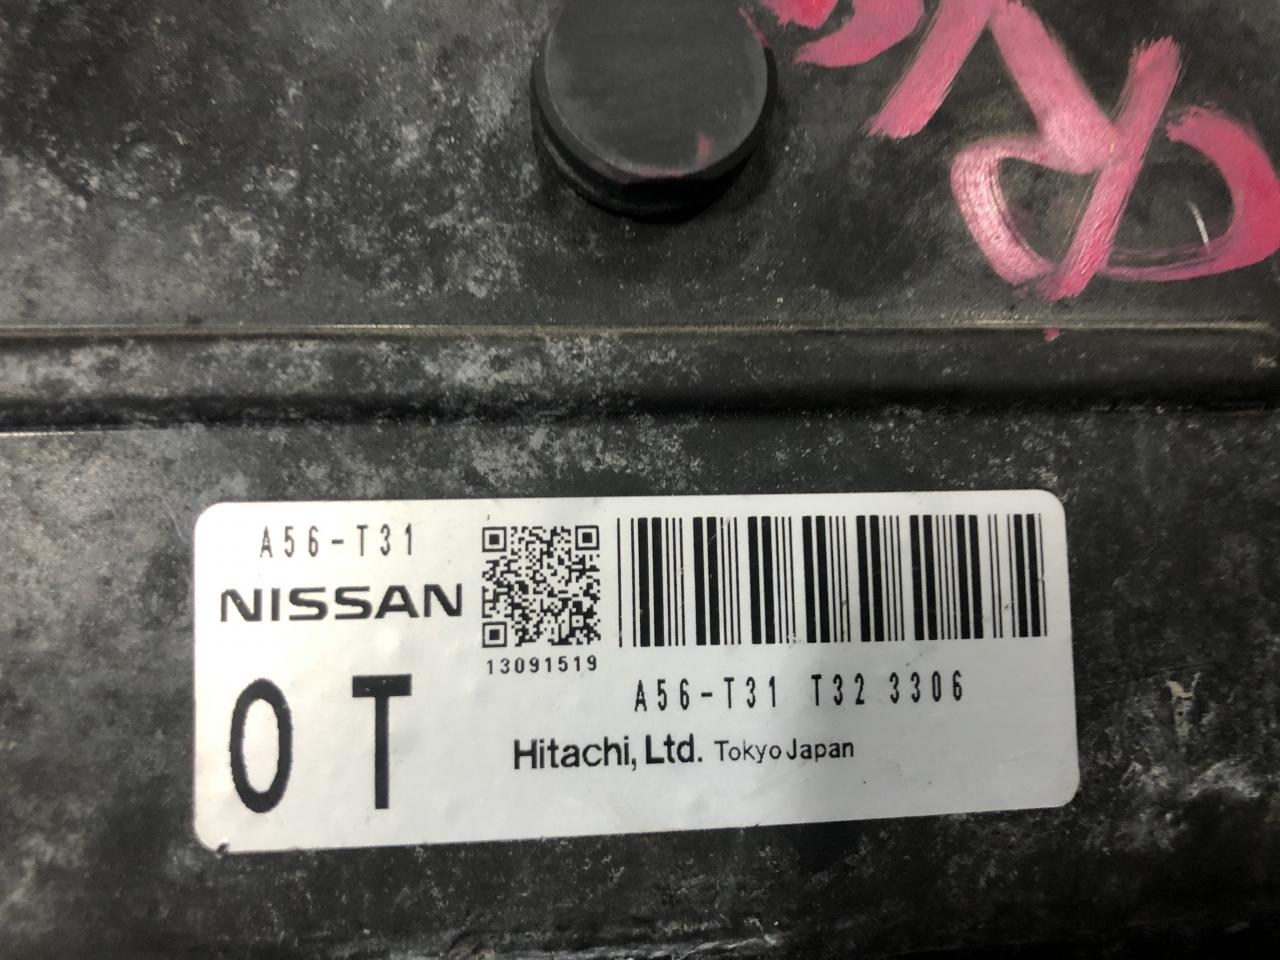 A56-T31
NISSAN
13091519
0 T
A56-T31 T32 3306
Hitachi, Ltd. Tokyo Japan